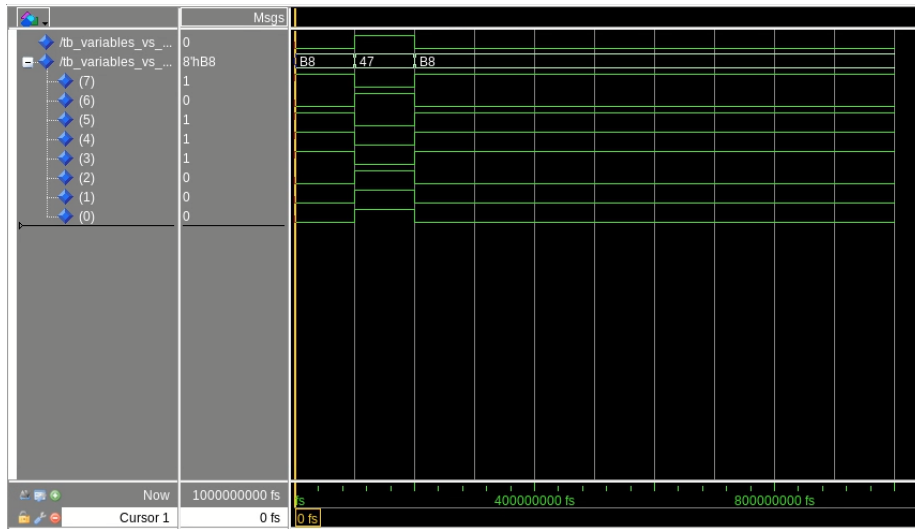 Msgs
/tb_variables_vs_... 0
/tb_variables_vs_... 8'hB8 B8 47 B8
(7) 1
(6) 0
(5) 1
(4) 1
(3) 1
(2) 0
(1) 0
(0) 0
Now 1000000000 fs fs 400000000 fs 800000000 fs
Cursor 1 0 fs 0 fs